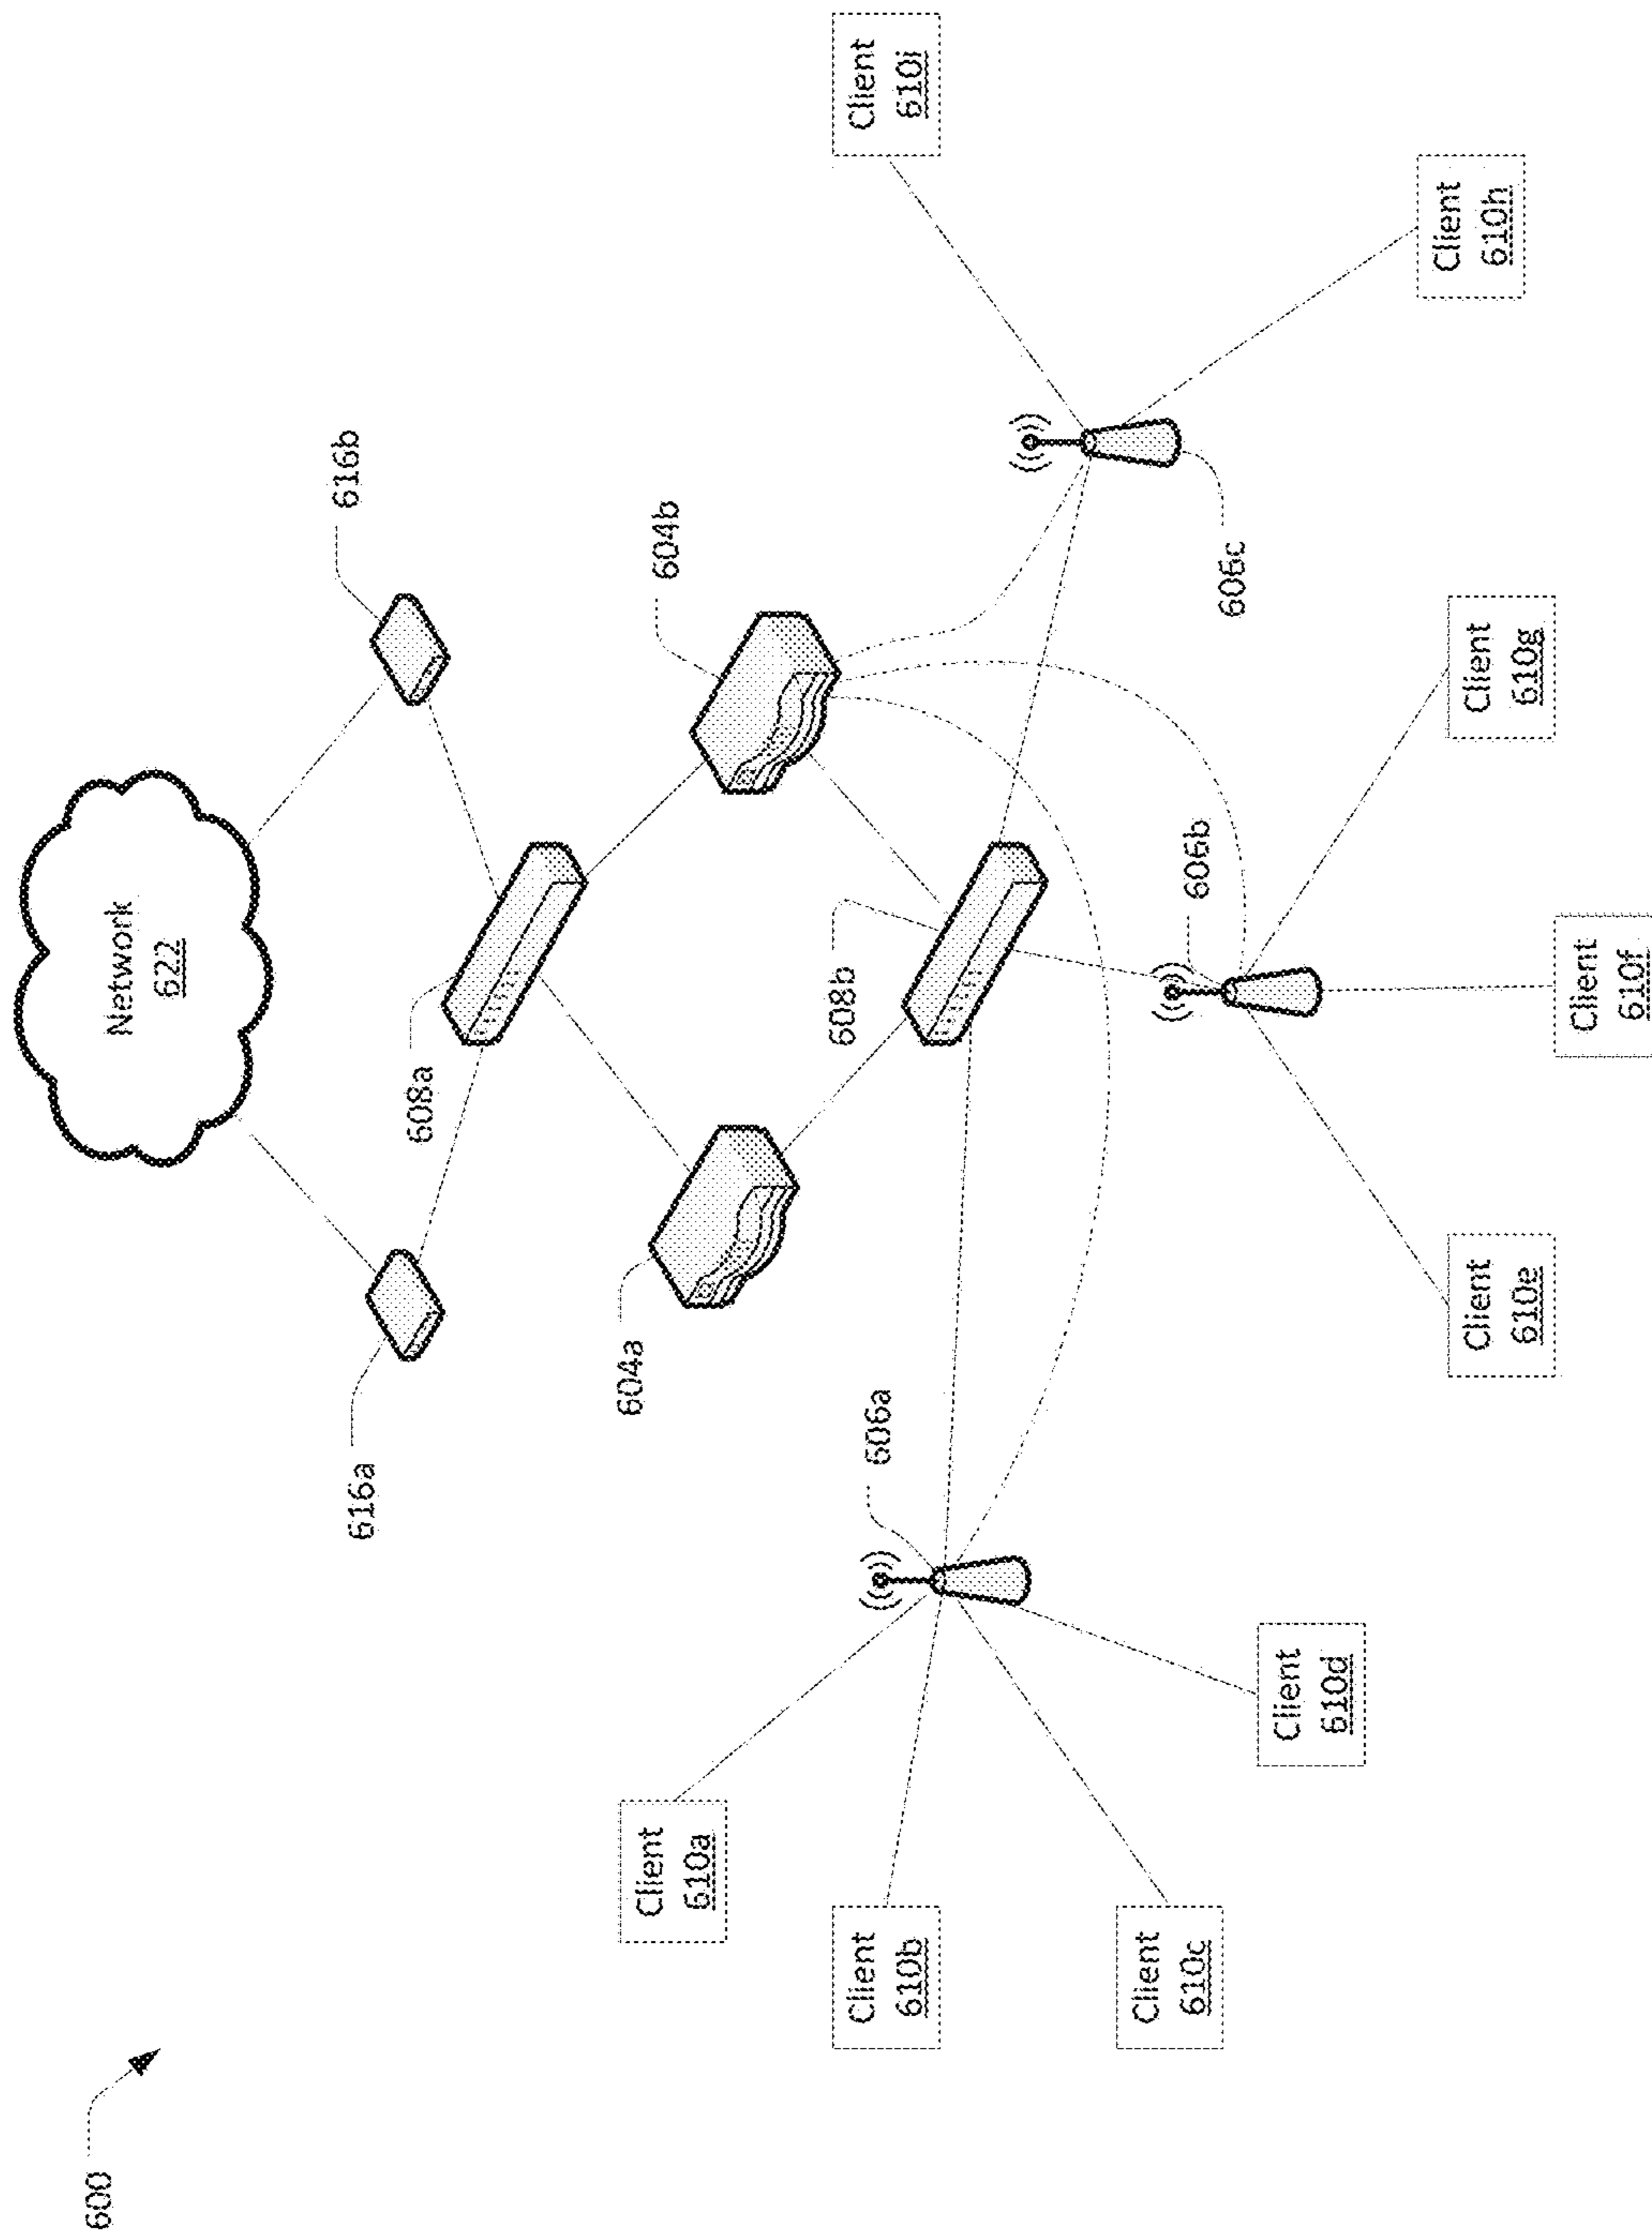 600
Network
622
616a
616b
608a
604a
604b
608b
606a
606b
606c
Client
610a
Client
610b
Client
610c
Client
610d
Client
610e
Client
610f
Client
610g
Client
610h
Client
610i